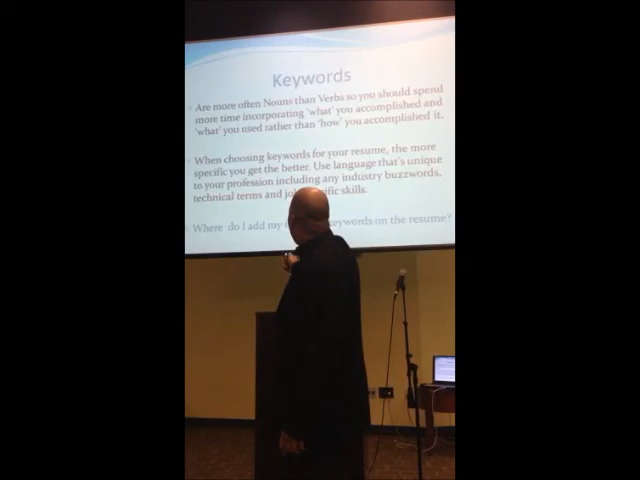 Keywords
Are more often Nouns than Verbs so you should spend
more time incorporating 'what' you accomplished and
'what' you used rather than 'how' you accomplished it.
When choosing keywords for your resume, the more
specific you get the better. Use language that's unique
to your profession including any industry buzzwords,
technical terms and skills.
Where do I add my keywords on the resume?